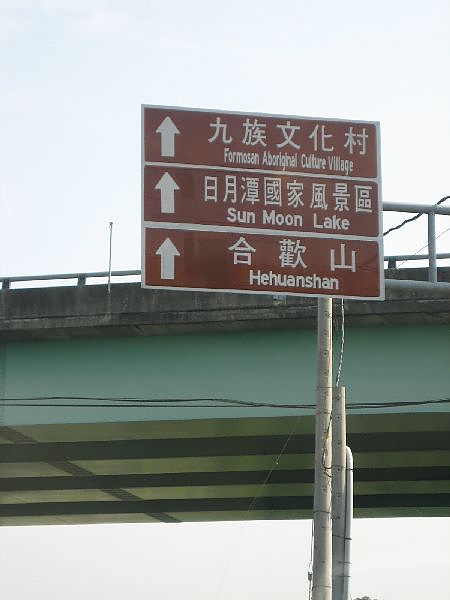 九族文化村
Formosan Aboriginal Culture Village
日月潭國家風景區
Sun Moon Lake
合歡山
Hehuanshan